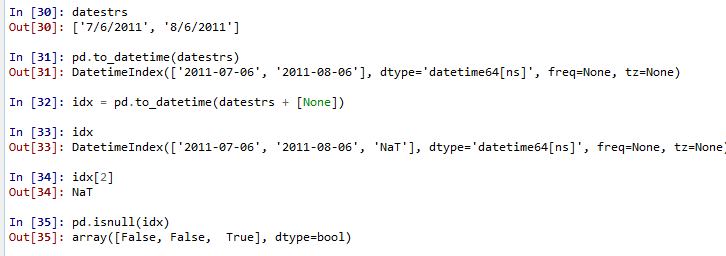 In [30]: datestrs
Out[30]: ['7/6/2011', '8/6/2011']
In [31]: pd.to_datetime(datestrs)
Out[31]: DatetimeIndex(['2011-07-06', '2011-08-06'], dtype='datetime64[ns]', freq=None, tz=None)
In [32]: idx = pd.to_datetime(datestrs + [None])
In [33]: idx
Out[33]: DatetimeIndex(['2011-07-06', '2011-08-06', 'NaT'], dtype='datetime64[ns]', freq=None, tz=None)
In [34]: idx[2]
Out[34]: NaT
In [35]: pd.isnull(idx)
Out[35]: array([False, False,  True], dtype=bool)